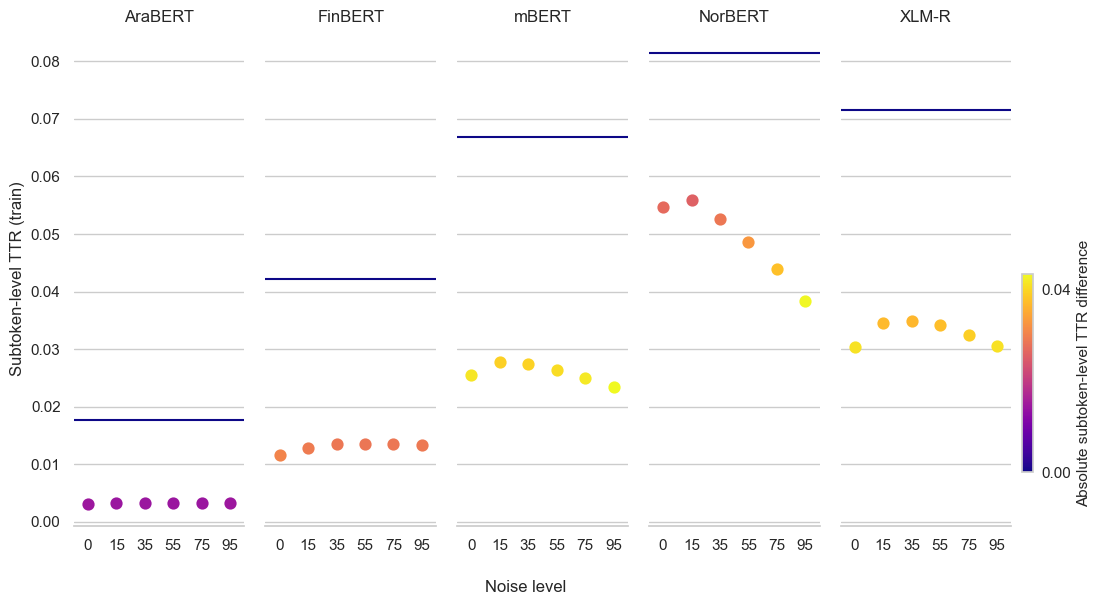 AraBERT FinBERT mBERT NorBERT XLM-R
Subtoken-level TTR (train)
0.08
0.07
0.06
0.05
0.04
0.03
0.02
0.01
0.00
0 15 35 55 75 95 0 15 35 55 75 95 0 15 35 55 75 95 0 15 35 55 75 95 0 15 35 55 75 95
Noise level
0.04
0.00
Absolute subtoken-level TTR difference